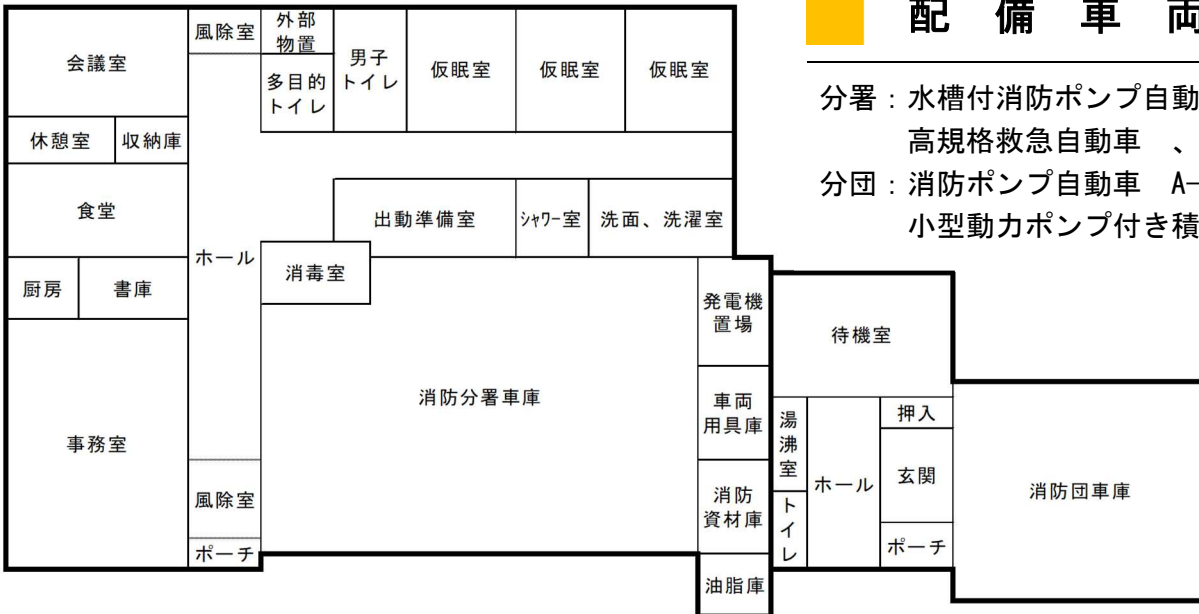 配備車両
分署：水槽付消防ポンプ自動
高規格救急自動車　、
分団：消防ポンプ自動車　A-
小型動力ポンプ付き積
会議室
風除室
外部
物置
多目的
トイレ
男子
トイレ
仮眠室
仮眠室
仮眠室
休憩室
収納庫
食堂
ホール
出動準備室
ｼｬﾜｰ室
洗面、洗濯室
消毒室
厨房
書庫
事務室
消防分署車庫
発電機
置場
車両
用具庫
消防
資材庫
油脂庫
風除室
ポーチ
待機室
湯沸室
トイレ
ホール
押入
玄関
ポーチ
消防団車庫